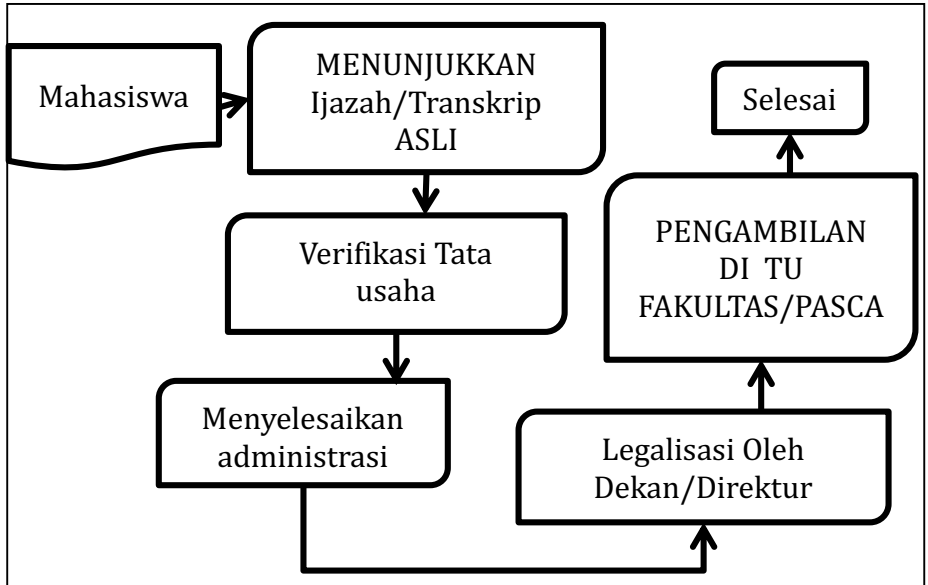 Mahasiswa
MENUNJUKKAN
Ijazah/Transkrip
ASLI
Verifikasi Tata
usaha
Menyelesaikan
administrasi
Legalisasi Oleh
Dekan/Direktur
PENGAMBILAN
DI TU
FAKULTAS/PASCA
Selesai